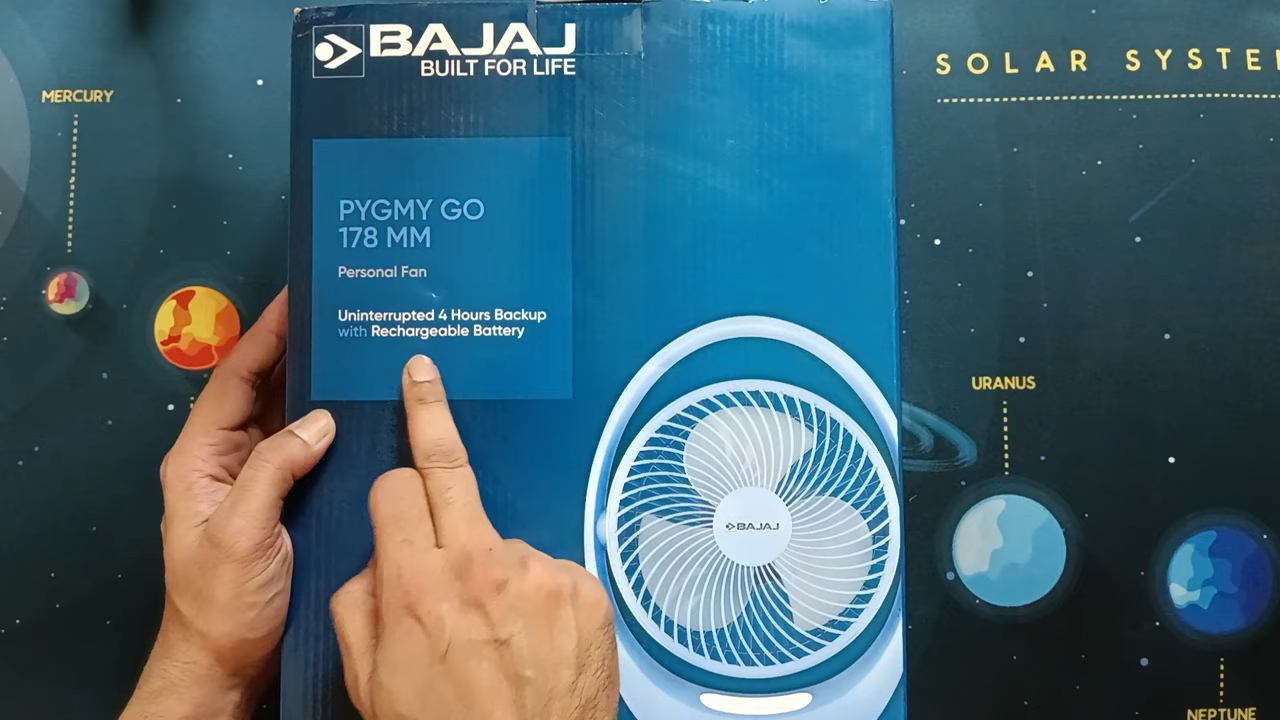 BAJAJ
BUILT FOR LIFE
SOLAR SYSTE
MERCURY
PYGMY GO
178 MM
Personal Fan
Uninterrupted 4 Hours Backup
with Rechargeable Battery
URANUS
BAJAJ
NEPTUNE